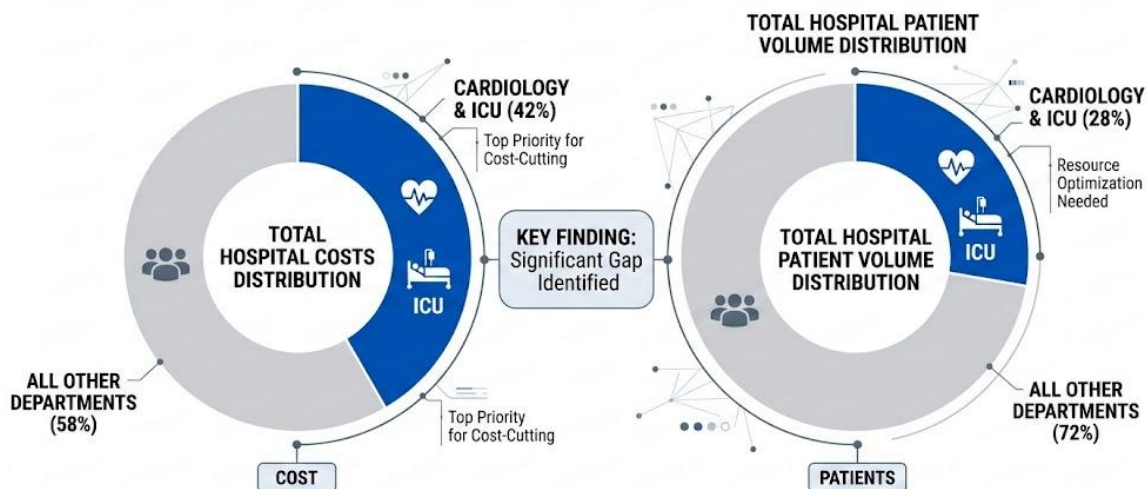 CARDIOLOGY
& ICU (42%)
Top Priority for
Cost-Cutting
TOTAL
HOSPITAL COSTS
DISTRIBUTION
ICU
ALL OTHER
DEPARTMENTS
(58%)
Top Priority
for Cost-Cutting
COST
KEY FINDING:
Significant Gap
Identified
TOTAL HOSPITAL PATIENT
VOLUME DISTRIBUTION
CARDIOLOGY
& ICU (28%)
Resource
Optimization
Needed
TOTAL HOSPITAL
PATIENT VOLUME
DISTRIBUTION
ICU
ALL OTHER
DEPARTMENTS
(72%)
PATIENTS